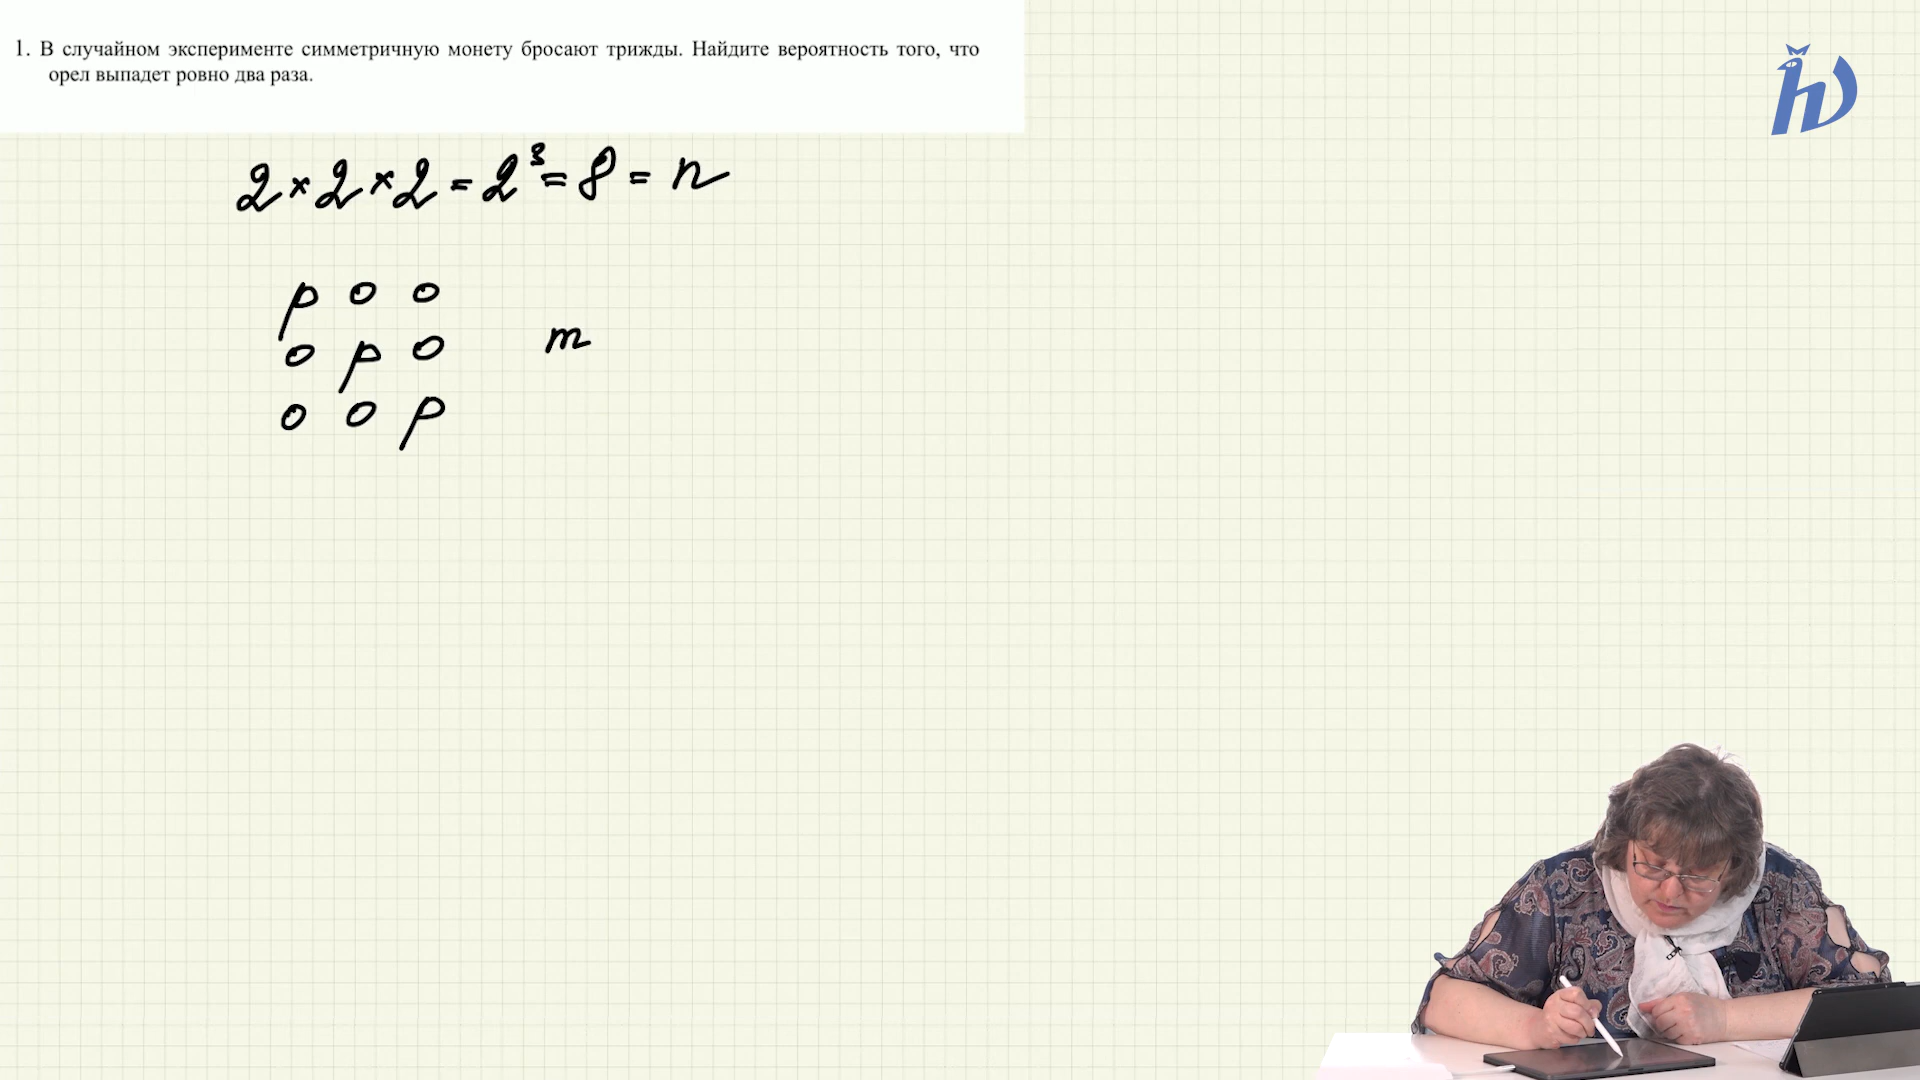 1. В случайном эксперименте симметричную монету бросают трижды. Найдите вероятность того, что
орел выпадет ровно два раза.
2 × 2 × 2 = 2³ = 8 = n
р о о
о р о
m
о о р